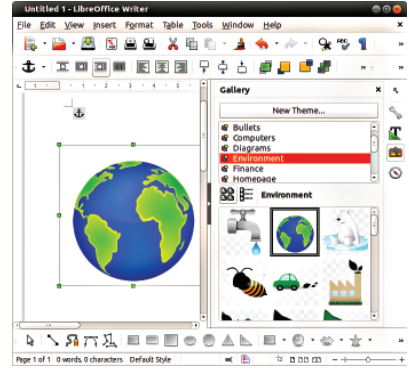 Untitled 1 - LibreOffice Writer
File Edit View Insert Format Table Tools Window Help
Gallery
New Theme...
Bullets
Computers
Diagrams
Environment
Finance
Homepage
Environment
Page 1 of 1 0 words, 0 characters Default Style